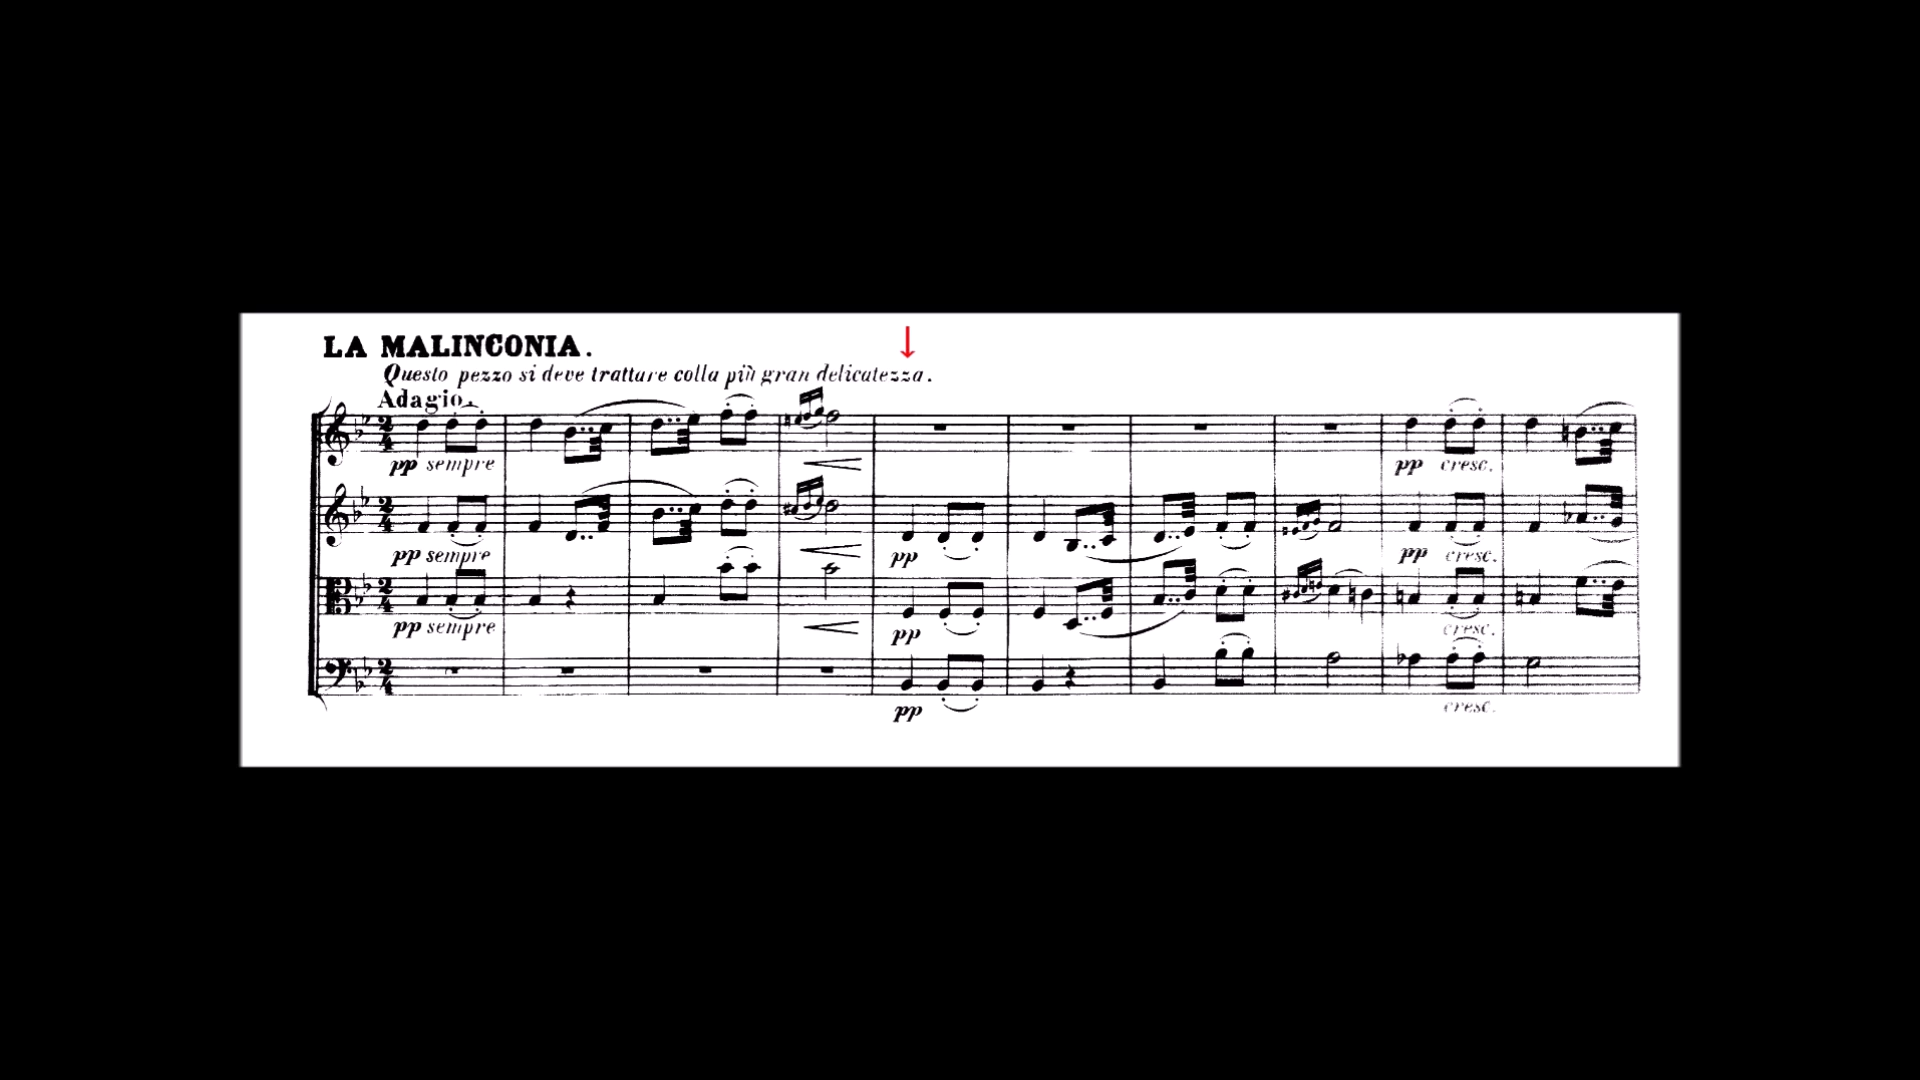 LA MALINCONIA.
Questo pezzo si deve trattare colla più gran delicatezza.
Adagio.
pp sempre
pp cresc.
pp sempre
pp
pp cresc.
pp sempre
pp
cresc.
pp
cresc.